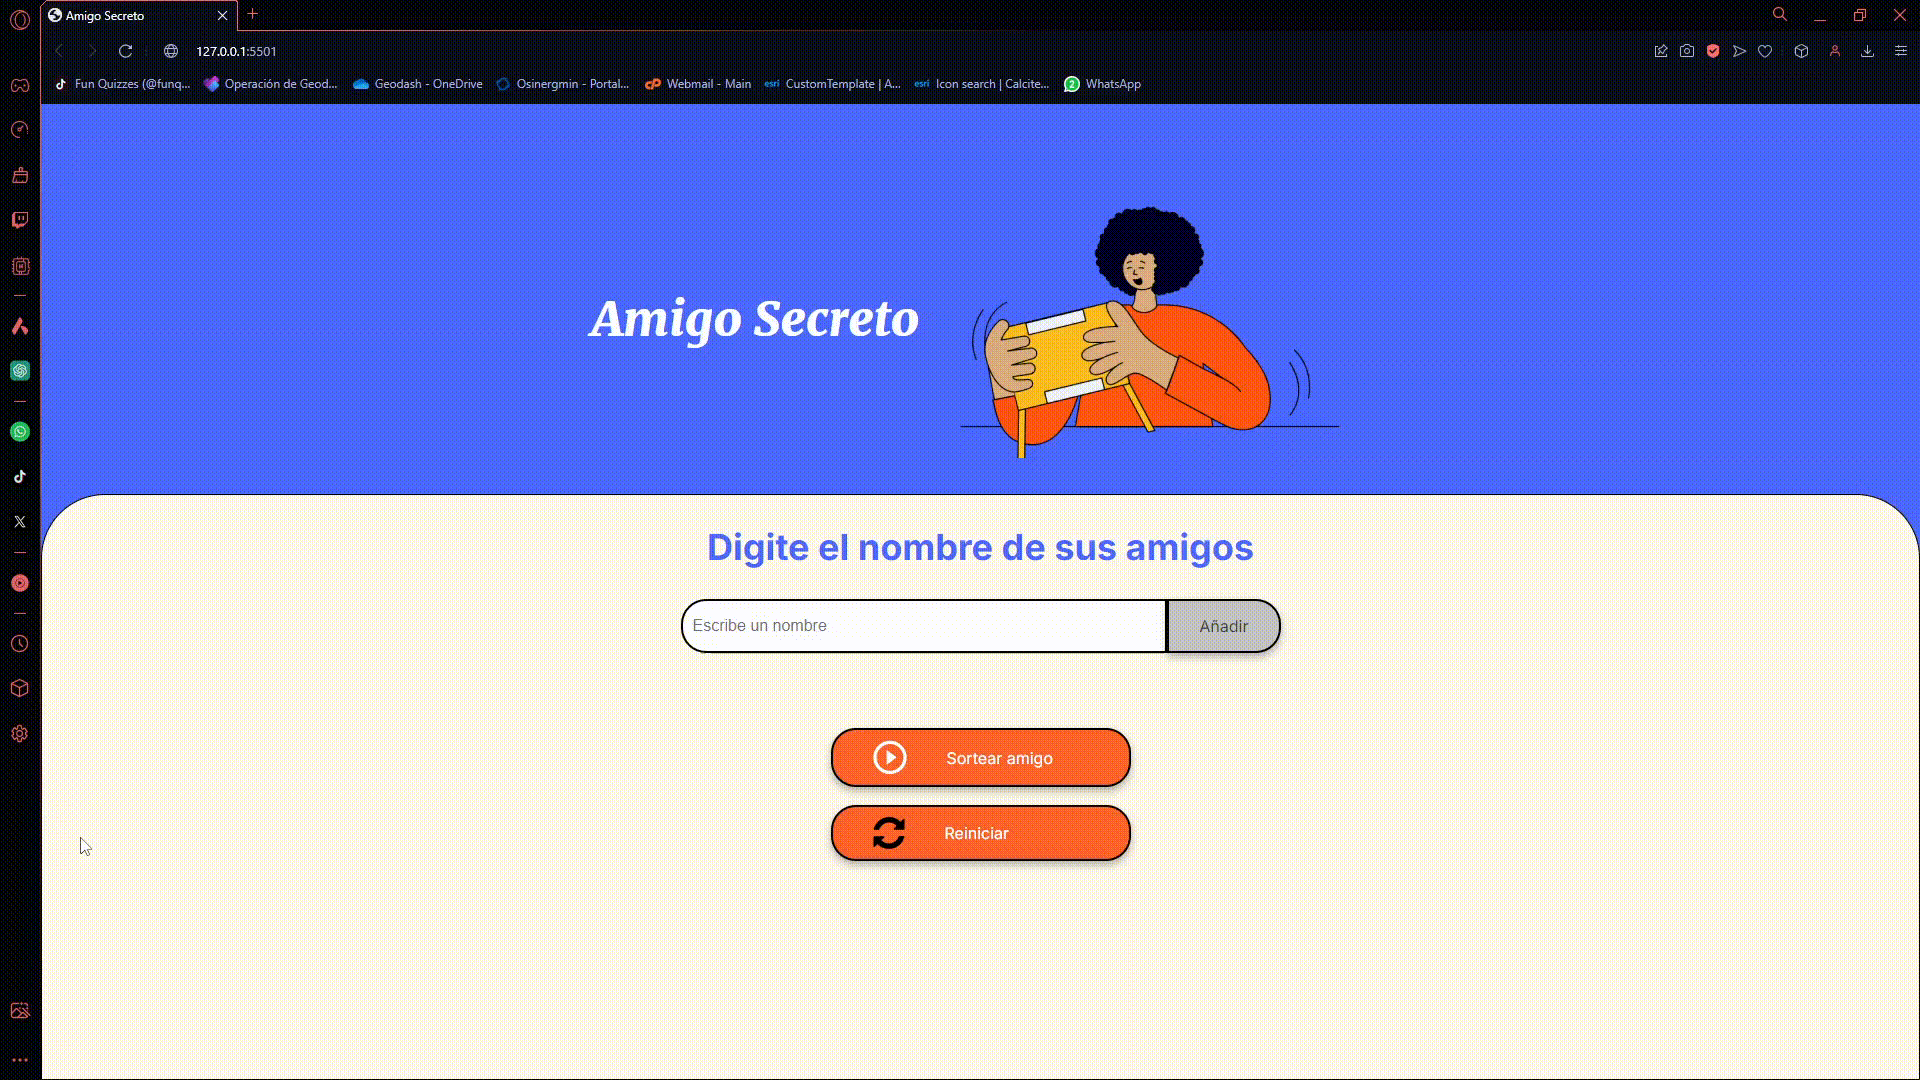 Amigo Secreto
127.0.0.1:5501
Fun Quizzes (@funq... Operación de Geod... Geodash - OneDrive Osinergmin - Portal... Webmail - Main esri CustomTemplate | A... esri Icon search | Calcite... 2 WhatsApp
Amigo Secreto
Digite el nombre de sus amigos
Escribe un nombre Añadir
Sortear amigo
Reiniciar